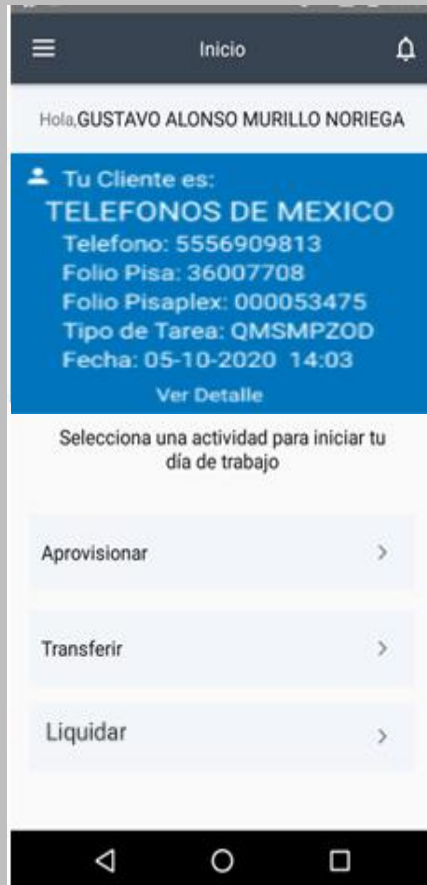 Inicio
Hola,GUSTAVO ALONSO MURILLO NORIEGA
Tu Cliente es:
TELEFONOS DE MEXICO
Telefono: 5556909813
Folio Pisa: 36007708
Folio Pisaplex: 000053475
Tipo de Tarea: QMSMPZOD
Fecha: 05-10-2020 14:03
Ver Detalle
Selecciona una actividad para iniciar tu
día de trabajo
Aprovisionar
Transferir
Liquidar